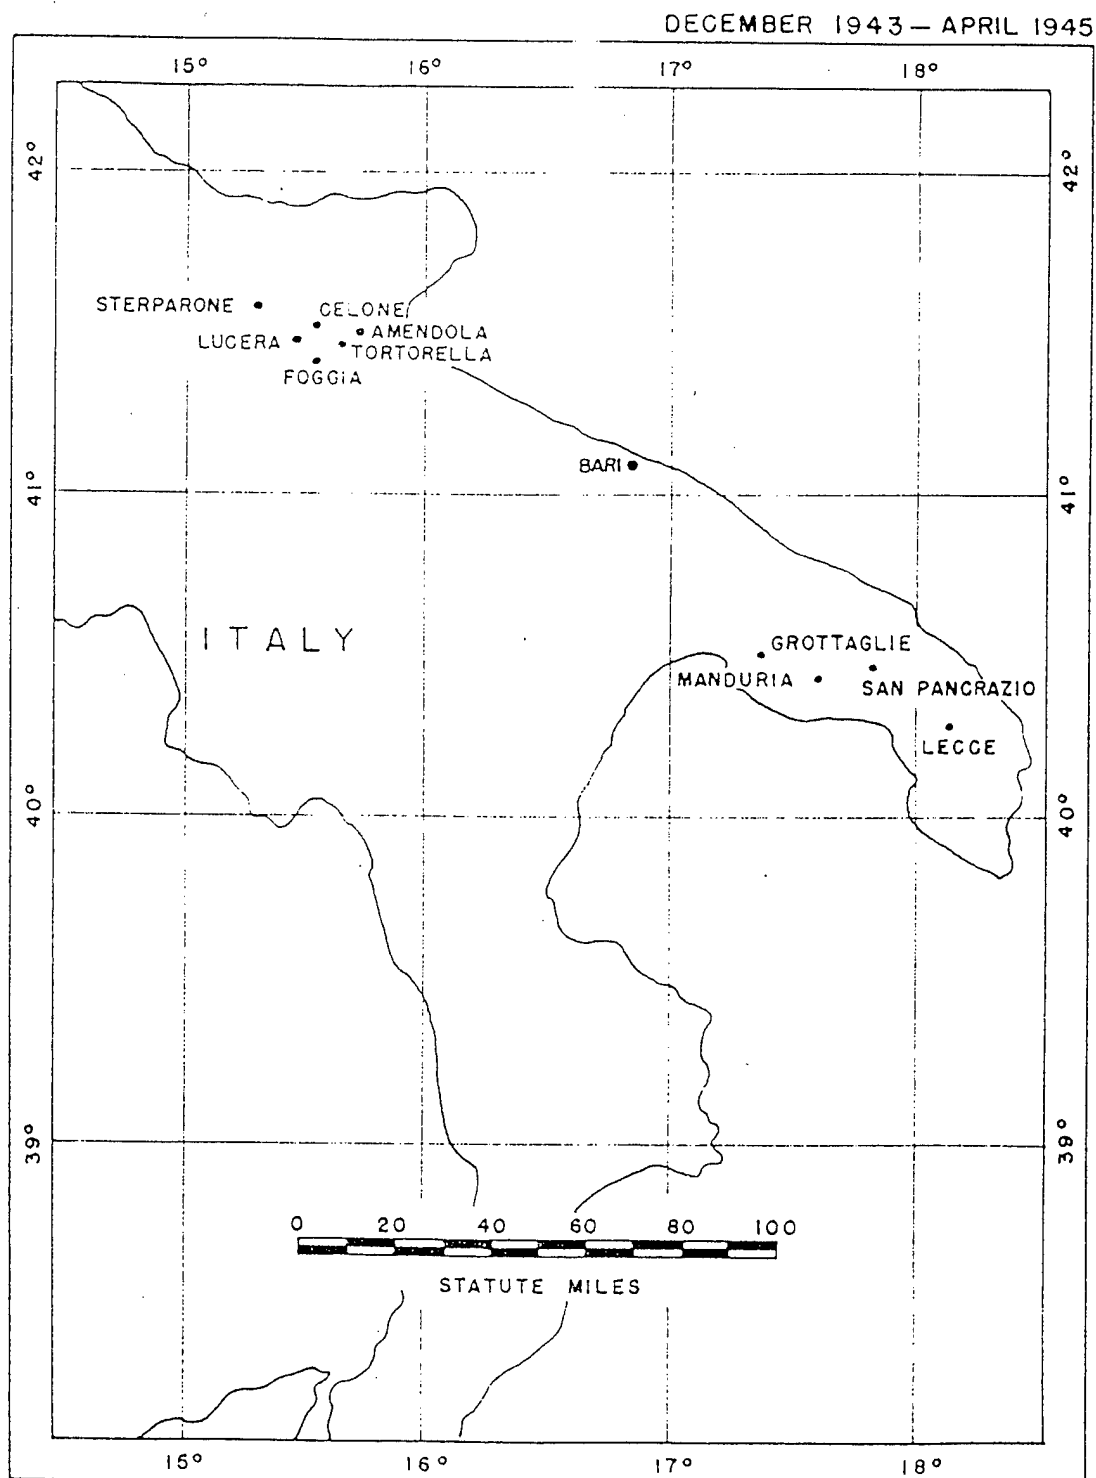 DECEMBER 1943 — APRIL 1945
15° 16° 17° 18°
42° 42°
STERPARONE
CELONE
LUCERA
AMENDOLA
TORTORELLA
FOGGIA
BARI
41° 41°
ITALY
GROTTAGLIE
MANDURIA
SAN PANCRAZIO
LECCE
40° 40°
39° 39°
0 20 40 60 80 100
STATUTE MILES
15° 16° 17° 18°